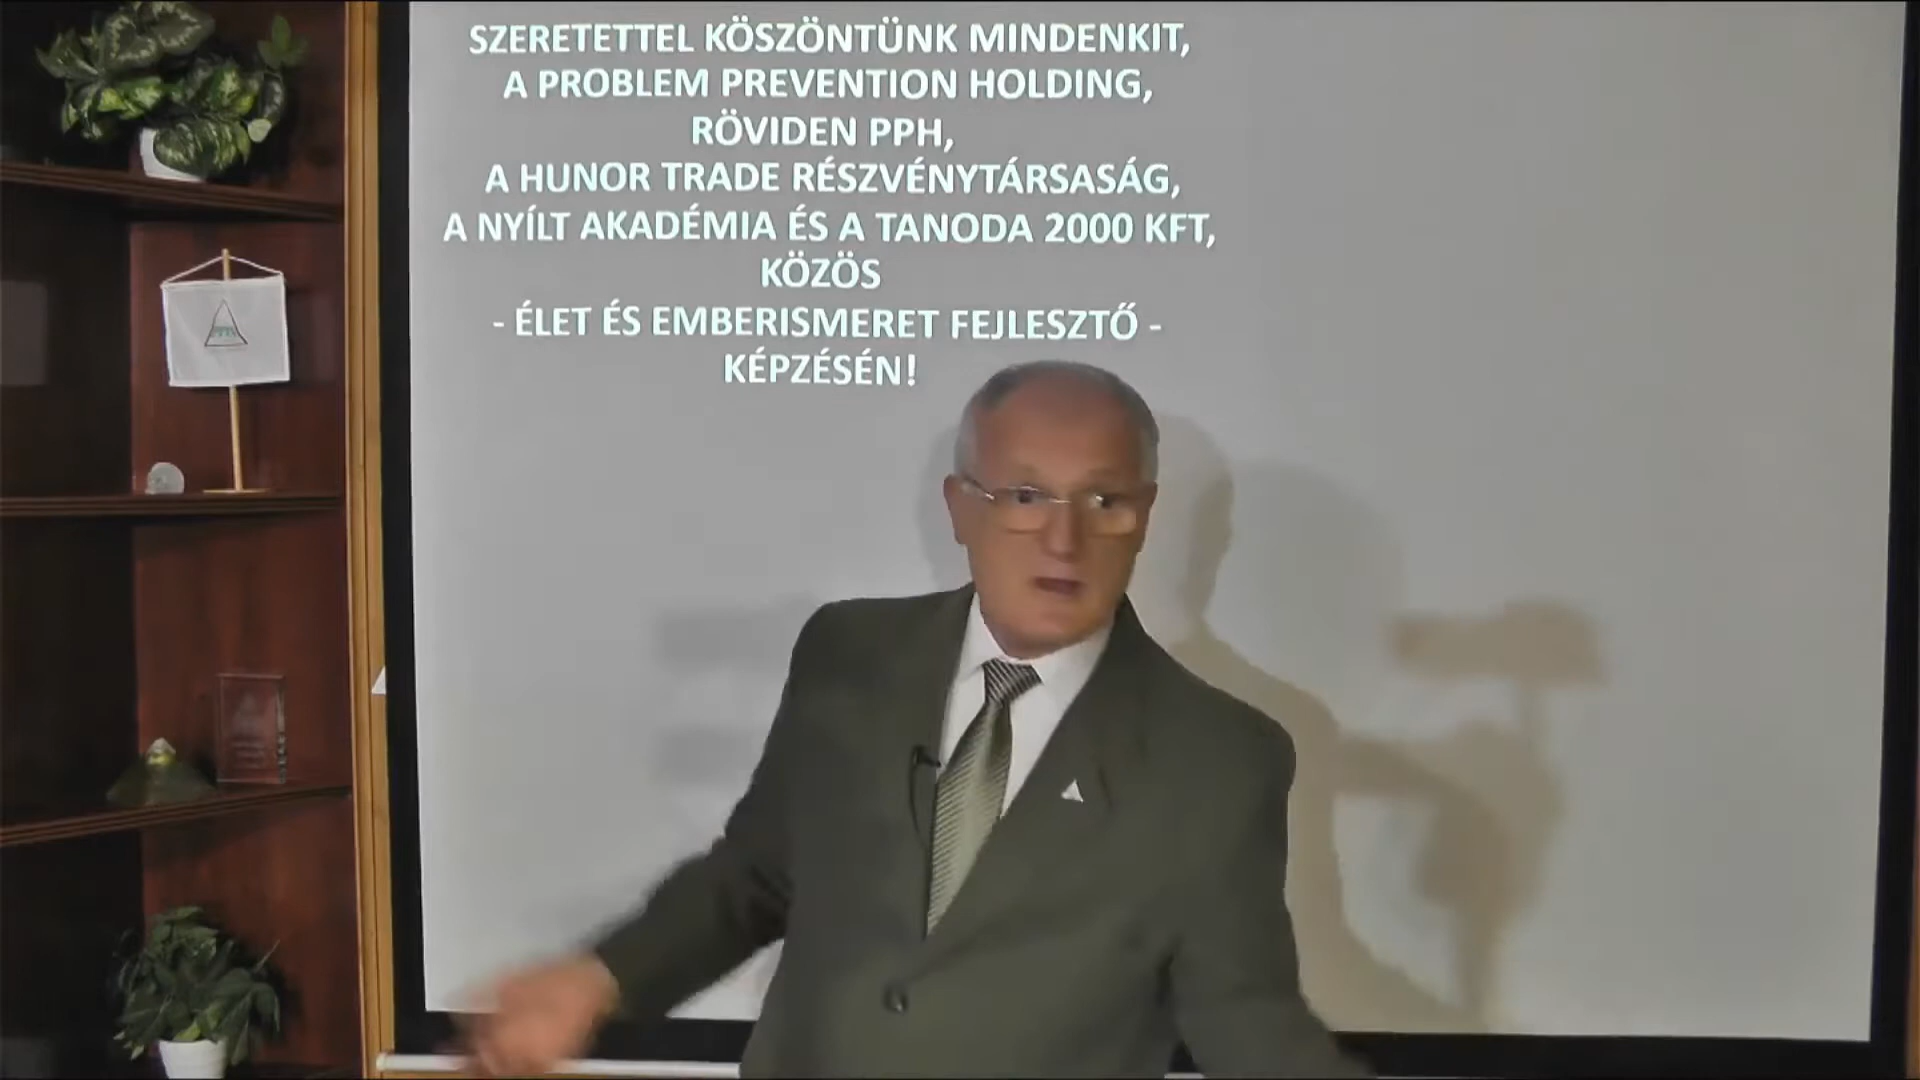 SZERETETTEL KÖSZÖNTÜNK MINDENKIT,
A PROBLEM PREVENTION HOLDING,
RÖVIDEN PPH,
A HUNOR TRADE RÉSZVÉNYTÁRSASÁG,
A NYÍLT AKADÉMIA ÉS A TANODA 2000 KFT,
KÖZÖS
- ÉLET ÉS EMBERISMERET FEJLESZTŐ -
KÉPZÉSÉN!